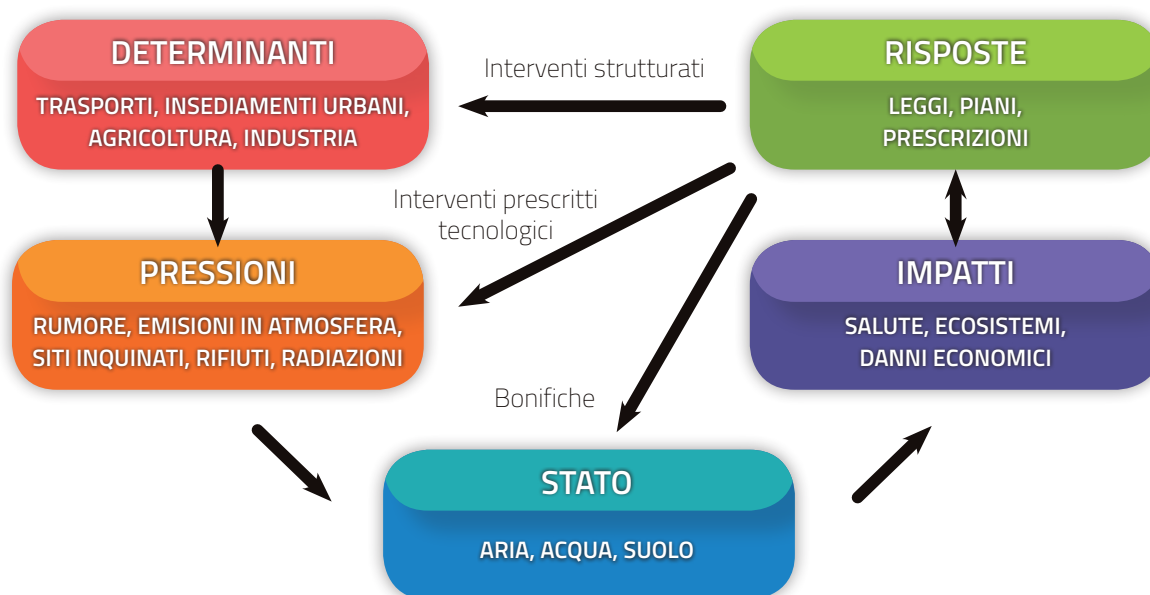 DETERMINANTI
TRASPORTI, INSEDIAMENTI URBANI,
AGRICOLTURA, INDUSTRIA
Interventi strutturati
RISPOSTE
LEGGI, PIANI,
PRESCRIZIONI
Interventi prescritti
tecnologici
PRESSIONI
RUMORE, EMISIONI IN ATMOSFERA,
SITI INQUINATI, RIFIUTI, RADIAZIONI
IMPATTI
SALUTE, ECOSISTEMI,
DANNI ECONOMICI
Bonifiche
STATO
ARIA, ACQUA, SUOLO